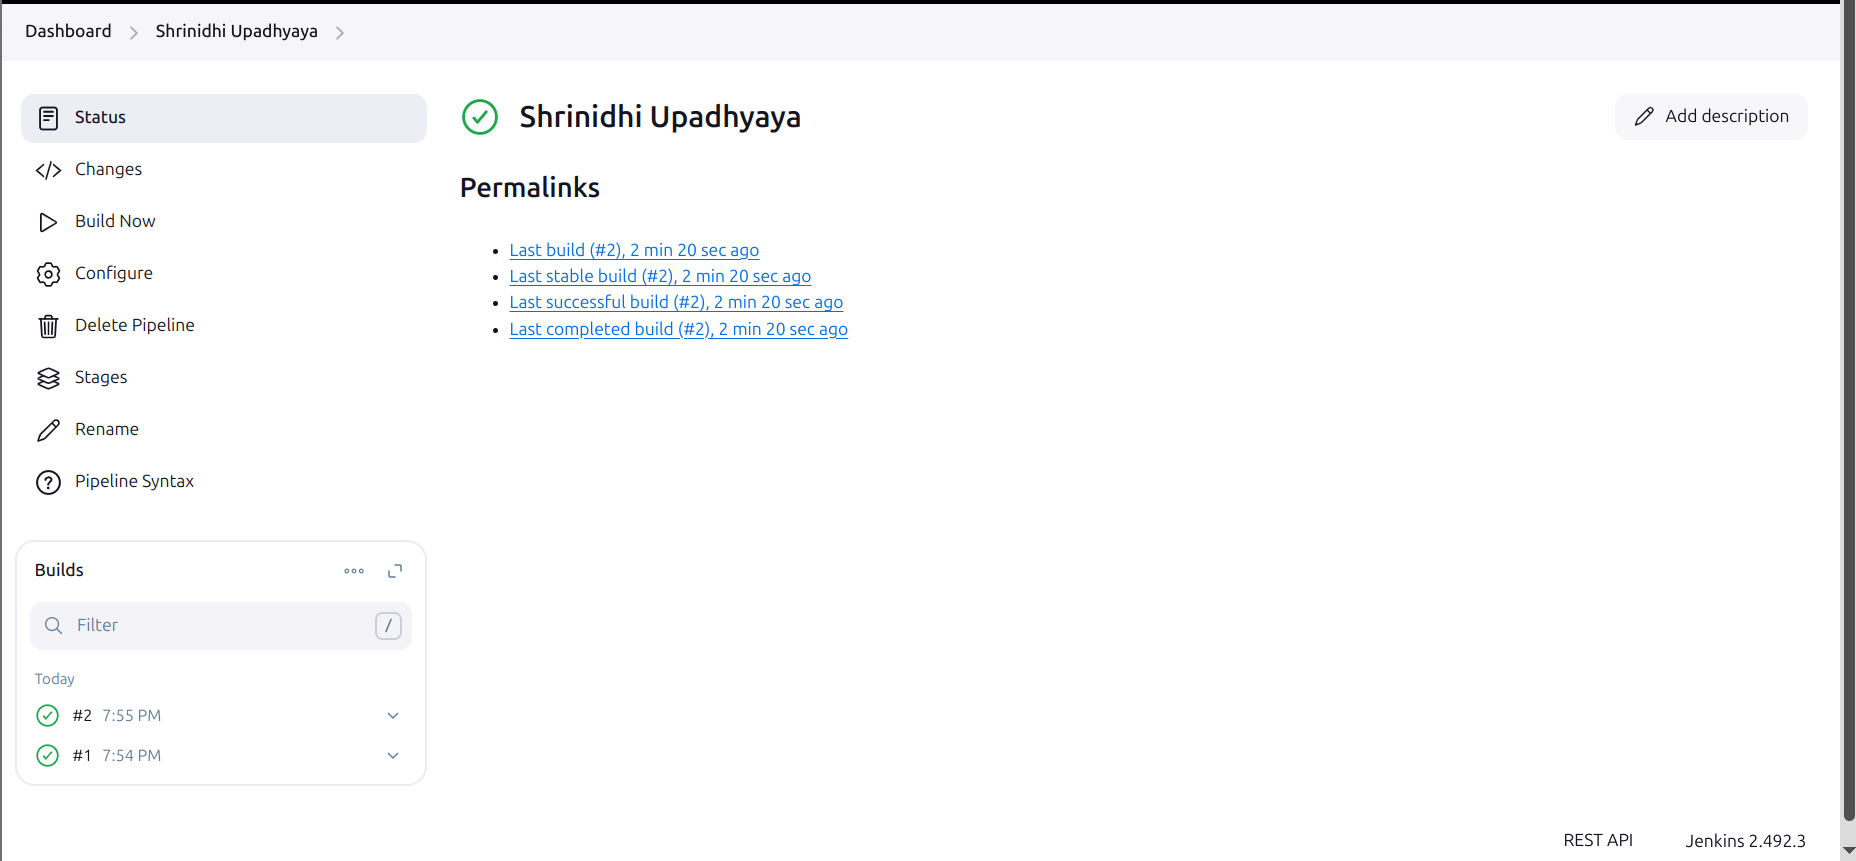 Dashboard > Shrinidhi Upadhyaya >
Status
Changes
Build Now
Configure
Delete Pipeline
Stages
Rename
Pipeline Syntax
Builds
Filter /
Today
#2 7:55 PM
#1 7:54 PM
Shrinidhi Upadhyaya
Add description
Permalinks
Last build (#2), 2 min 20 sec ago
Last stable build (#2), 2 min 20 sec ago
Last successful build (#2), 2 min 20 sec ago
Last completed build (#2), 2 min 20 sec ago
REST API Jenkins 2.492.3